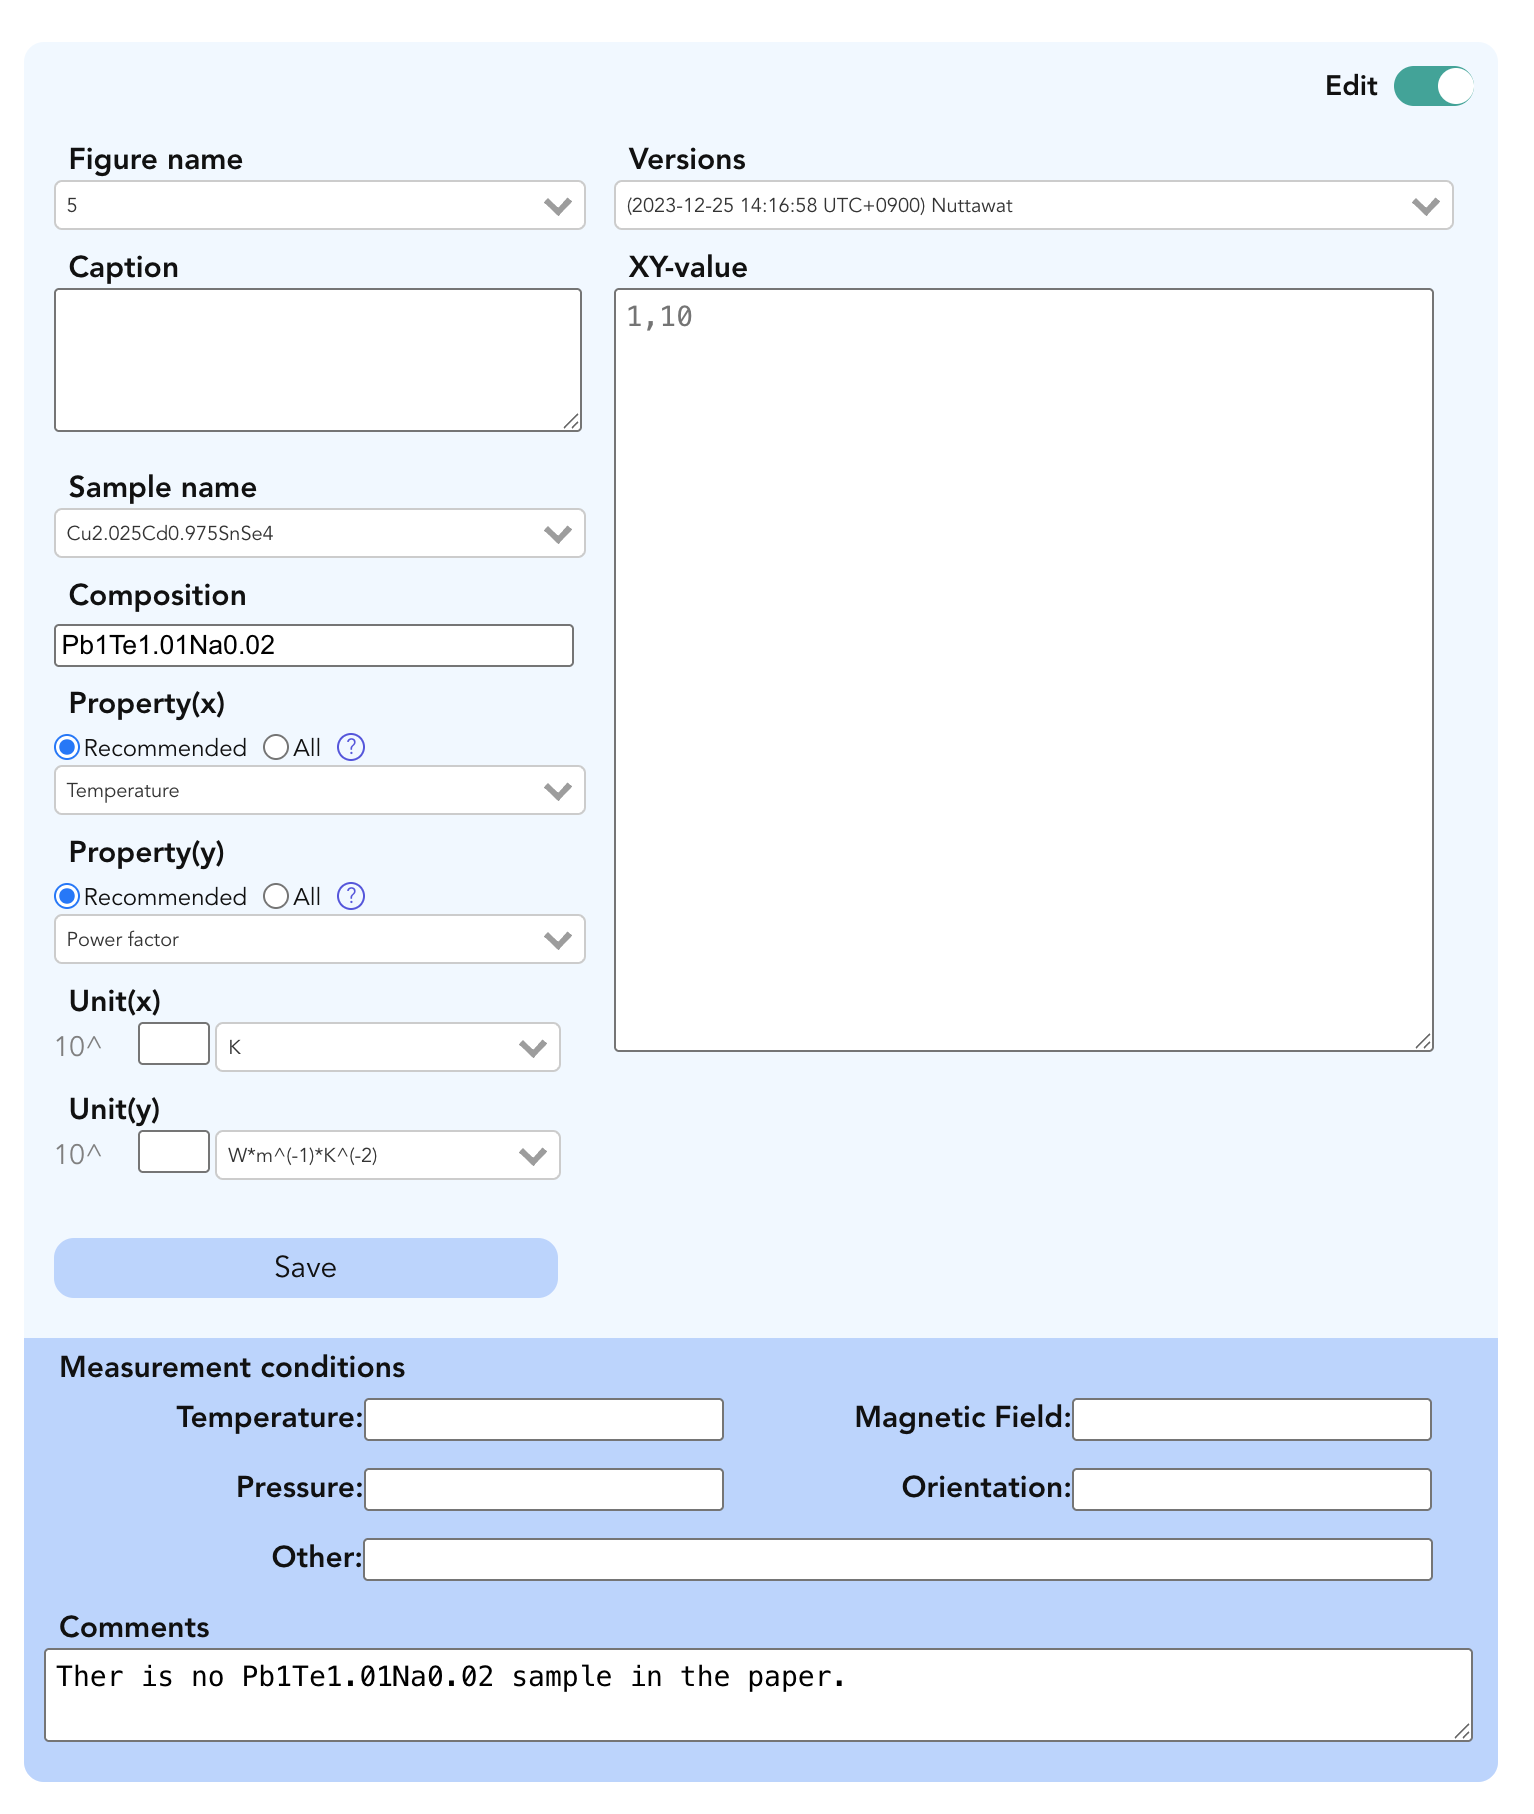 Edit
Figure name
5
Versions
(2023-12-25 14:16:58 UTC+0900) Nuttawat
Caption
XY-value
1,10
Sample name
Cu2.025Cd0.975SnSe4
Composition
Pb1Te1.01Na0.02
Property(x)
Recommended All ?
Temperature
Property(y)
Recommended All ?
Power factor
Unit(x)
10^ K
Unit(y)
10^ W*m^(-1)*K^(-2)
Save
Measurement conditions
Temperature: Magnetic Field:
Pressure: Orientation:
Other:
Comments
Ther is no Pb1Te1.01Na0.02 sample in the paper.